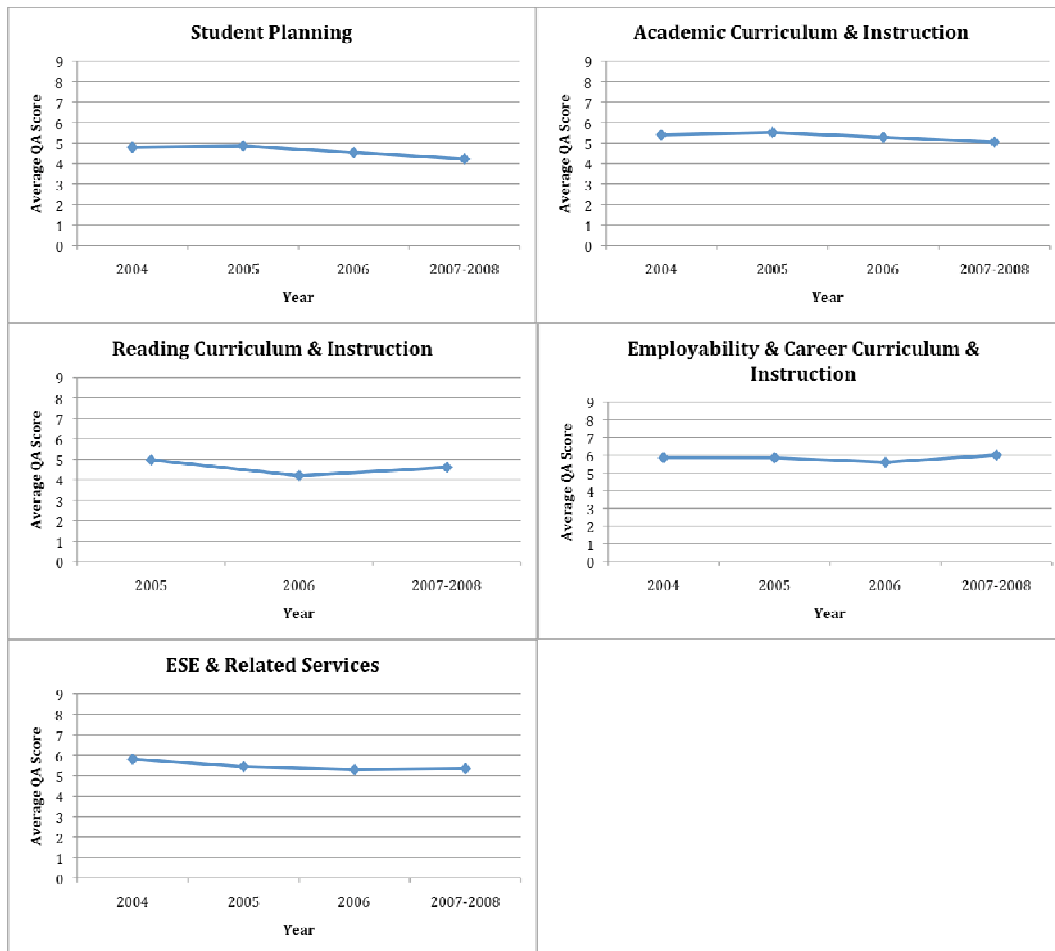 Student Planning
Average QA Score
9
8
7
6
5
4
3
2
1
0
2004 2005 2006 2007-2008
Year
Academic Curriculum & Instruction
Average QA Score
9
8
7
6
5
4
3
2
1
0
2004 2005 2006 2007-2008
Year
Reading Curriculum & Instruction
Average QA Score
9
8
7
6
5
4
3
2
1
0
2005 2006 2007-2008
Year
Employability & Career Curriculum &
Instruction
Average QA Score
9
8
7
6
5
4
3
2
1
0
2004 2005 2006 2007-2008
Year
ESE & Related Services
Average QA Score
9
8
7
6
5
4
3
2
1
0
2004 2005 2006 2007-2008
Year